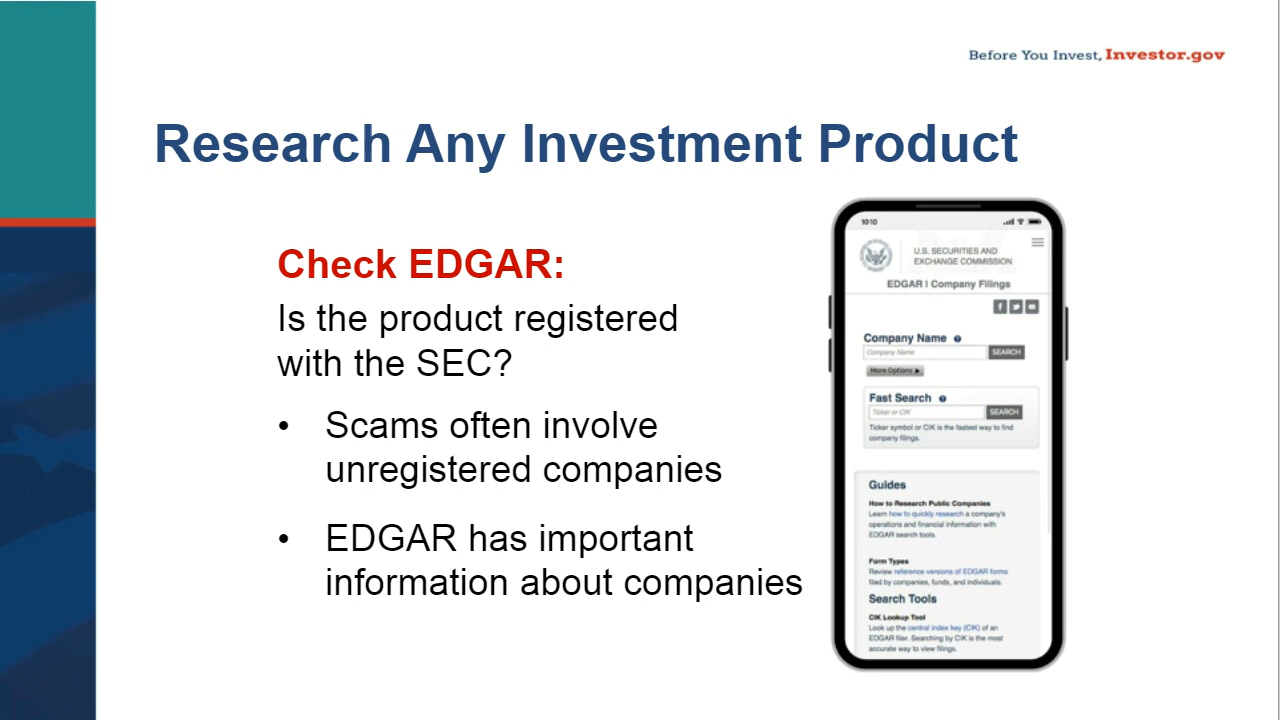 Before You Invest, Investor.gov
Research Any Investment Product
Check EDGAR:
Is the product registered
with the SEC?
• Scams often involve
unregistered companies
• EDGAR has important
information about companies
10:10
U.S. SECURITIES AND
EXCHANGE COMMISSION
EDGAR | Company Filings
Company Name
Company Name
SEARCH
More Options
Fast Search
Ticker or CIK
SEARCH
Ticker symbol or CIK is the fastest way to find
company filings.
Guides
How to Research Public Companies
Learn how to quickly research a company's
operations and financial information with
EDGAR search tools.
Form Types
Review reference versions of EDGAR forms
filed by companies, funds, and individuals.
Search Tools
CIK Lookup Tool
Look up the central index key (CIK) of an
EDGAR filer. Searching by CIK is the most
accurate way to view filings.